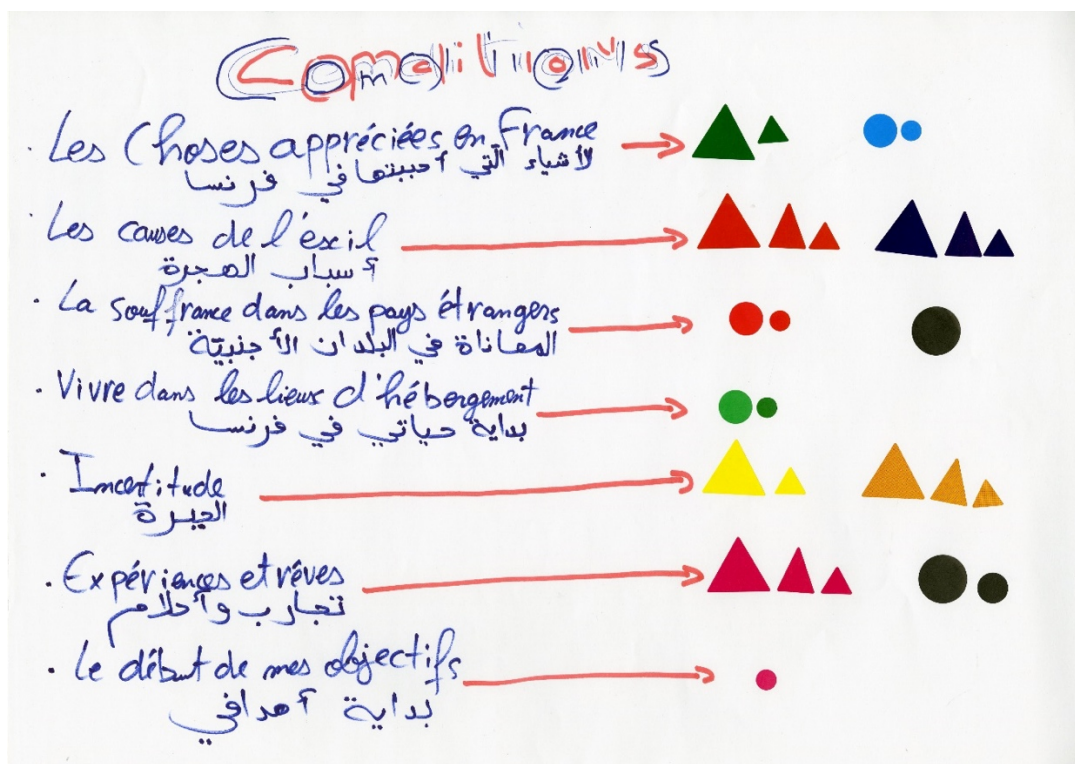 Conditions
. Les Choses appréciées en France
الأشياء التي أحببتها في فرنسا
. Les causes de l'éxil
أسباب الهجرة
. La souffrance dans les pays étrangers
المعاناة في البلدان الأجنبيّة
. Vivre dans les lieux d'hébergement
بداية حياتي في فرنسا
. Incertitude
الحيرة
. Expériences et rêves
تجارب وأحلام
. Le début de mes objectifs
بداية أهدافي